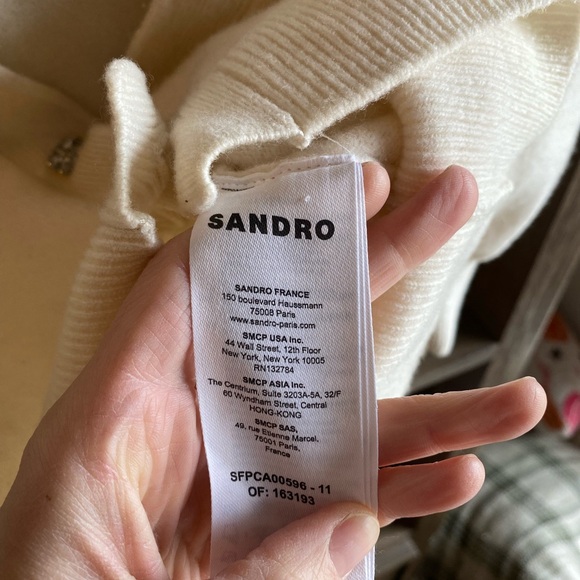 SANDRO
SANDRO FRANCE
150 boulevard Haussmann
75008 Paris
www.sandro-paris.com
SMCP USA Inc.
44 Wall Street, 12th Floor
New York, New York 10005
RN132784
SMCP ASIA Inc.
The Centrium, Suite 3203A-5A, 32/F
60 Wyndham Street, Central
HONG-KONG
SMCP SAS,
49, rue Etienne Marcel,
75001 Paris,
France
SFPCA00596 - 11
OF: 163193